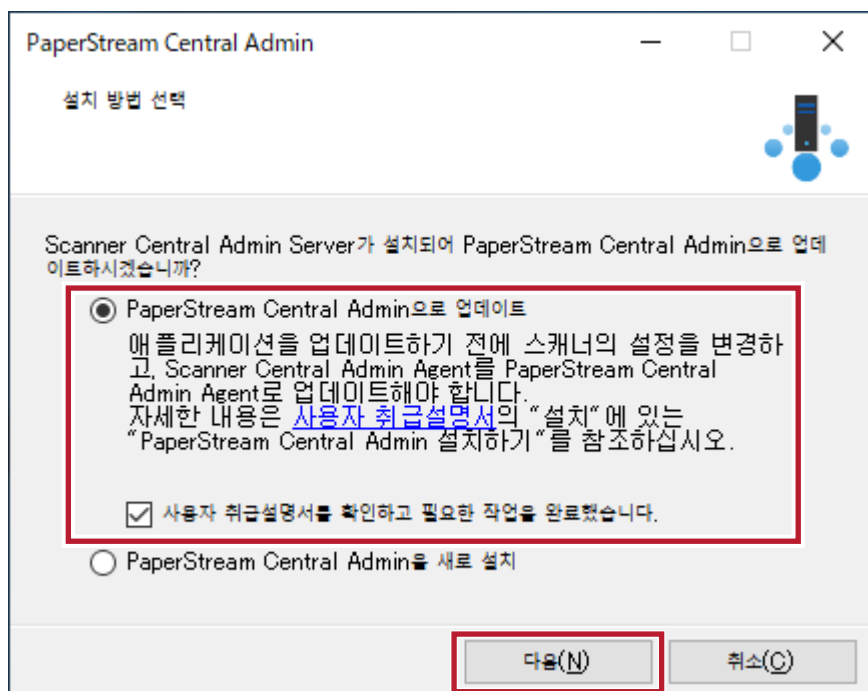 PaperStream Central Admin
설치 방법 선택
Scanner Central Admin Server가 설치되어 PaperStream Central Admin으로 업데
이트하시겠습니까?
PaperStream Central Admin으로 업데이트
애플리케이션을 업데이트하기 전에 스캐너의 설정을 변경하
고, Scanner Central Admin Agent를 PaperStream Central
Admin Agent로 업데이트해야 합니다.
자세한 내용은 사용자 취급설명서의 "설치"에 있는
"PaperStream Central Admin 설치하기"를 참조하십시오.
사용자 취급설명서를 확인하고 필요한 작업을 완료했습니다.
PaperStream Central Admin을 새로 설치
다음(N)
취소(C)